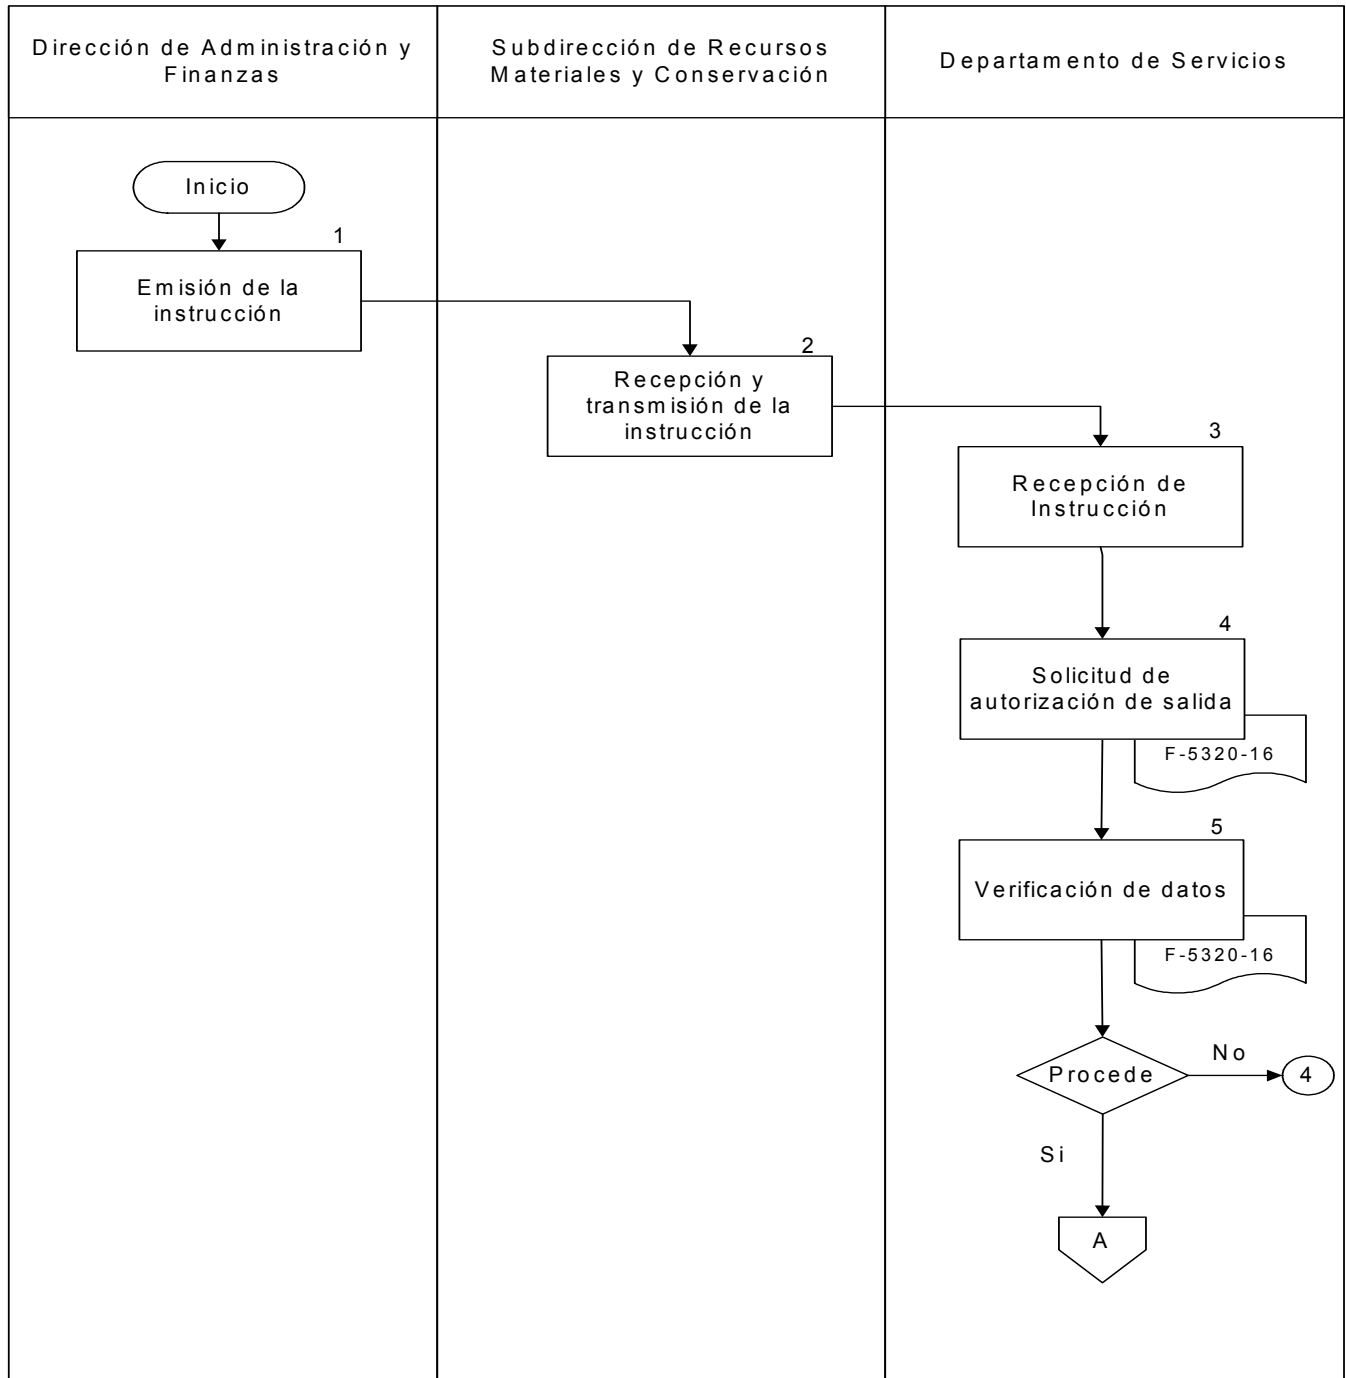 Dirección de Administración y
Finanzas
Subdirección de Recursos
Materiales y Conservación
Departamento de Servicios
Inicio
1
Emisión de la
instrucción
2
Recepción y
transmisión de la
instrucción
3
Recepción de
Instrucción
4
Solicitud de
autorización de salida
F-5320-16
5
Verificación de datos
F-5320-16
Procede
No
4
Si
A